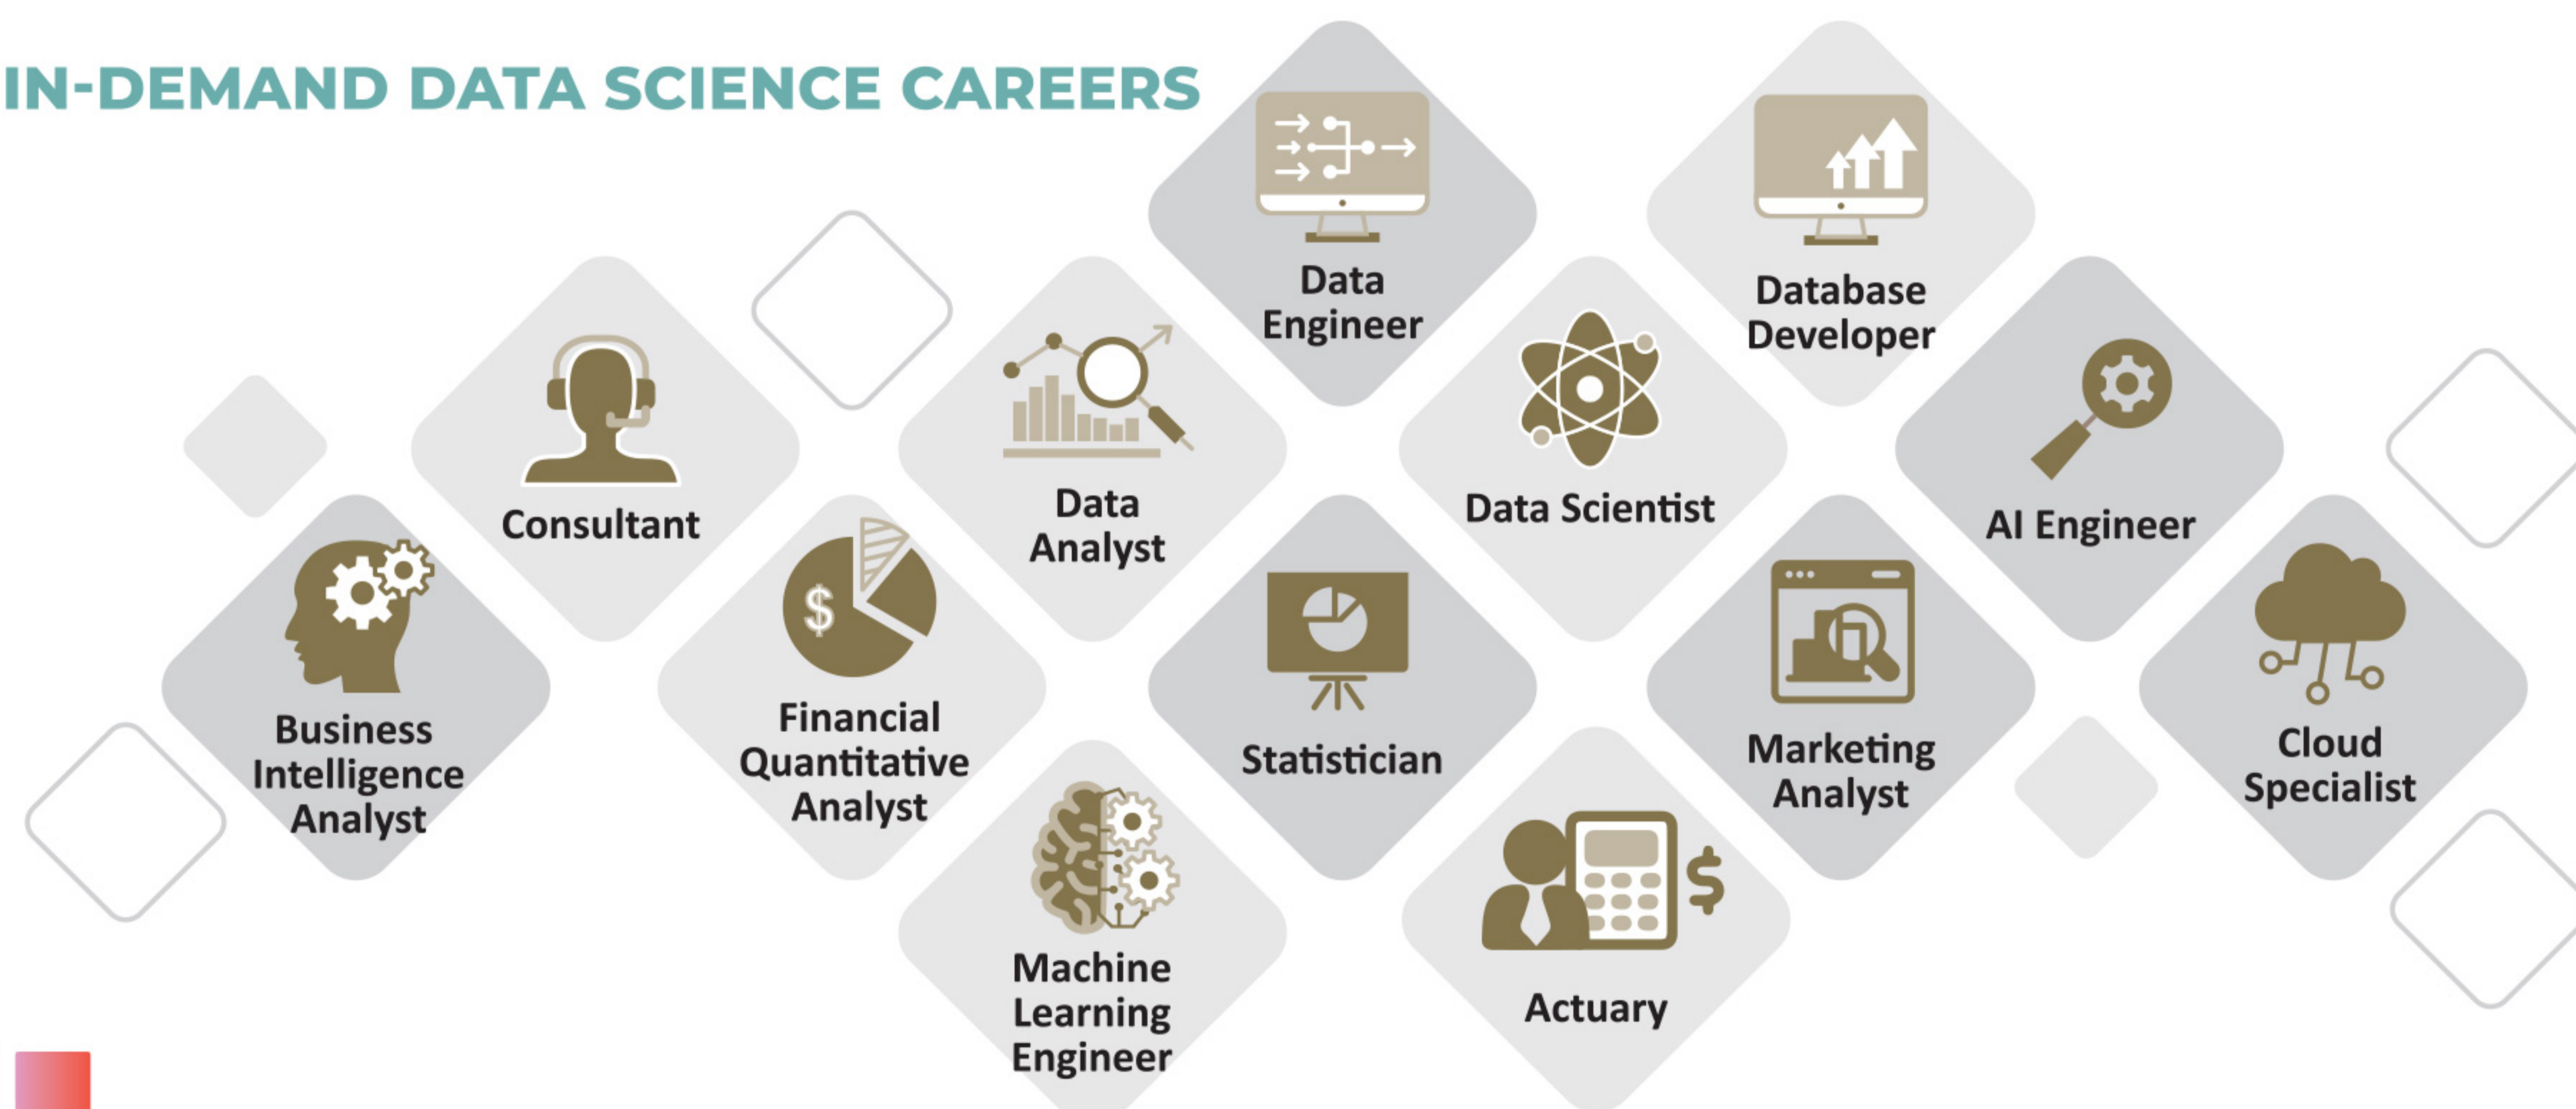 IN-DEMAND DATA SCIENCE CAREERS
Data
Engineer
Database
Developer
Consultant
Data
Analyst
Data Scientist
AI Engineer
Business
Intelligence
Analyst
$
Financial
Quantitative
Analyst
Statistician
Marketing
Analyst
Cloud
Specialist
Machine
Learning
Engineer
$
Actuary